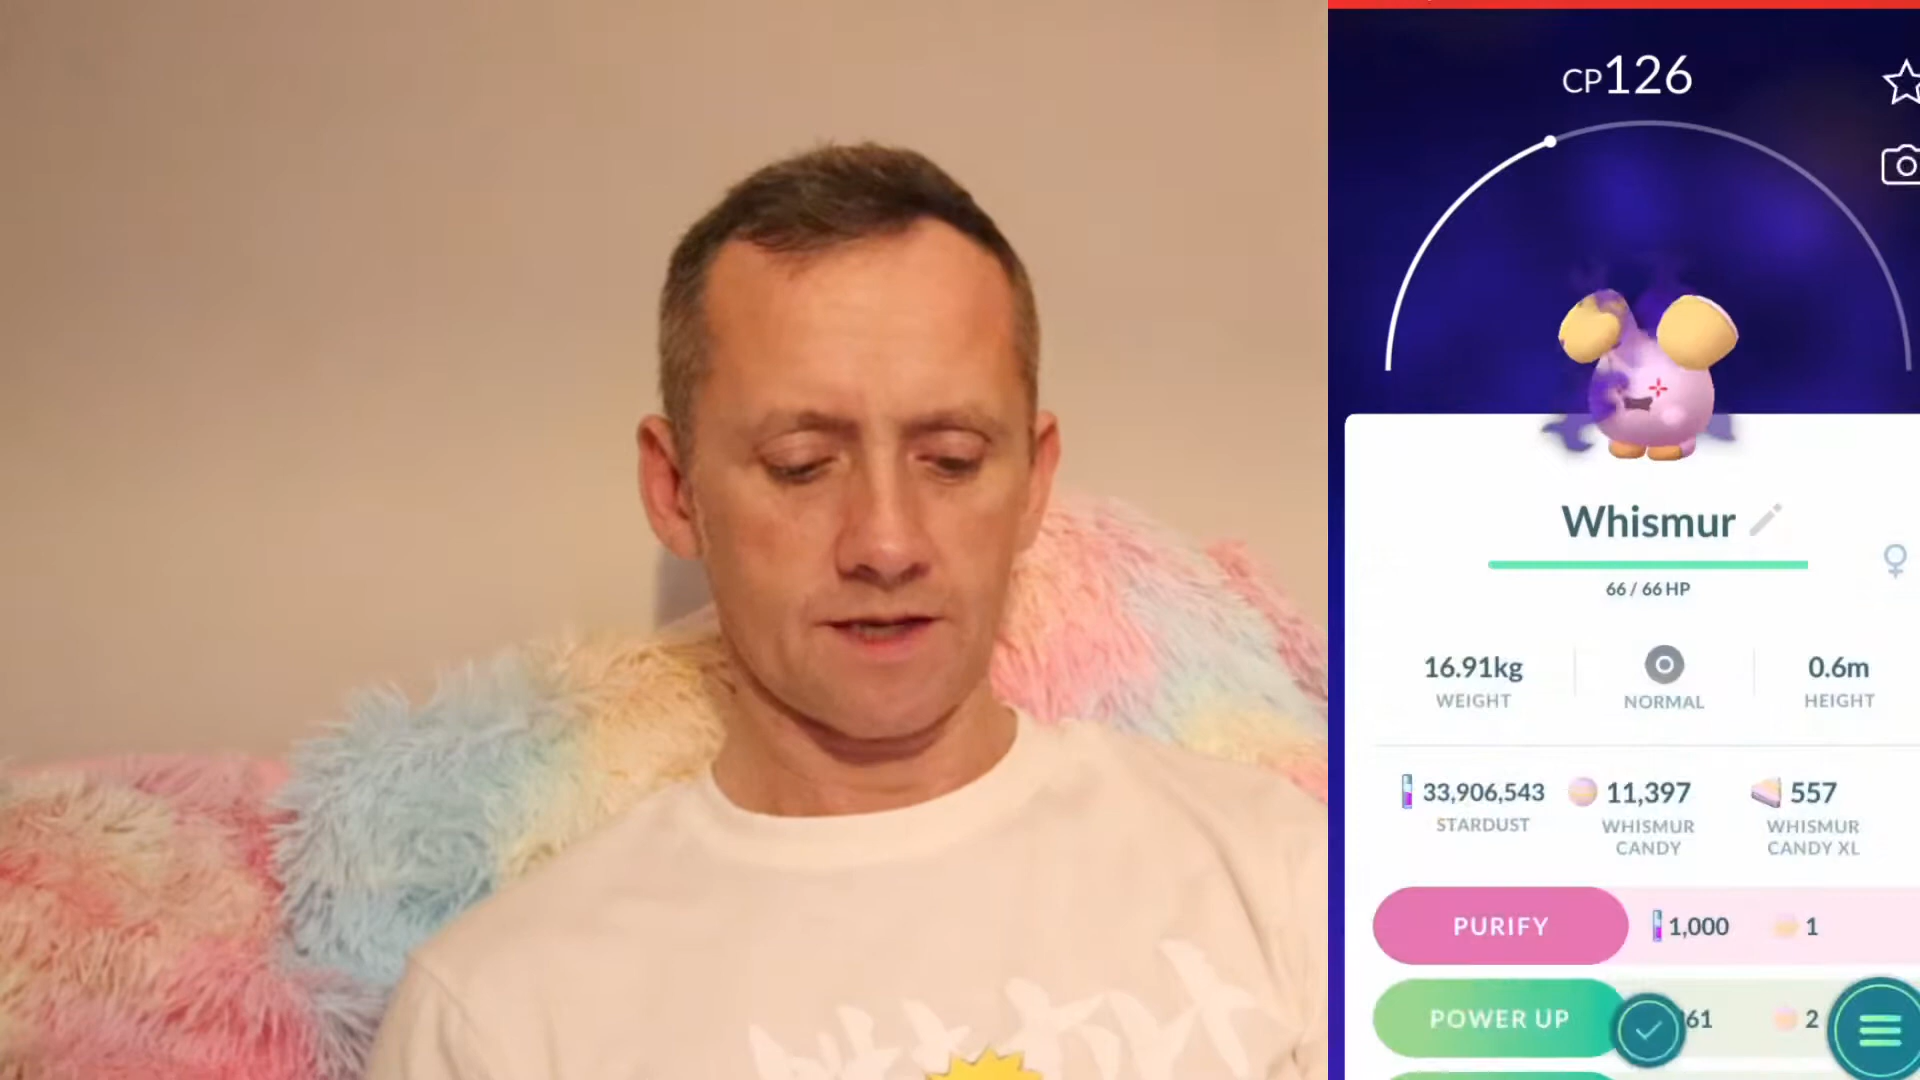 CP126
Whismur
66 / 66 HP
16.91kg
WEIGHT
NORMAL
0.6m
HEIGHT
33,906,543
STARDUST
11,397
WHISMUR
CANDY
557
WHISMUR
CANDY XL
PURIFY 1,000 1
POWER UP 61 2